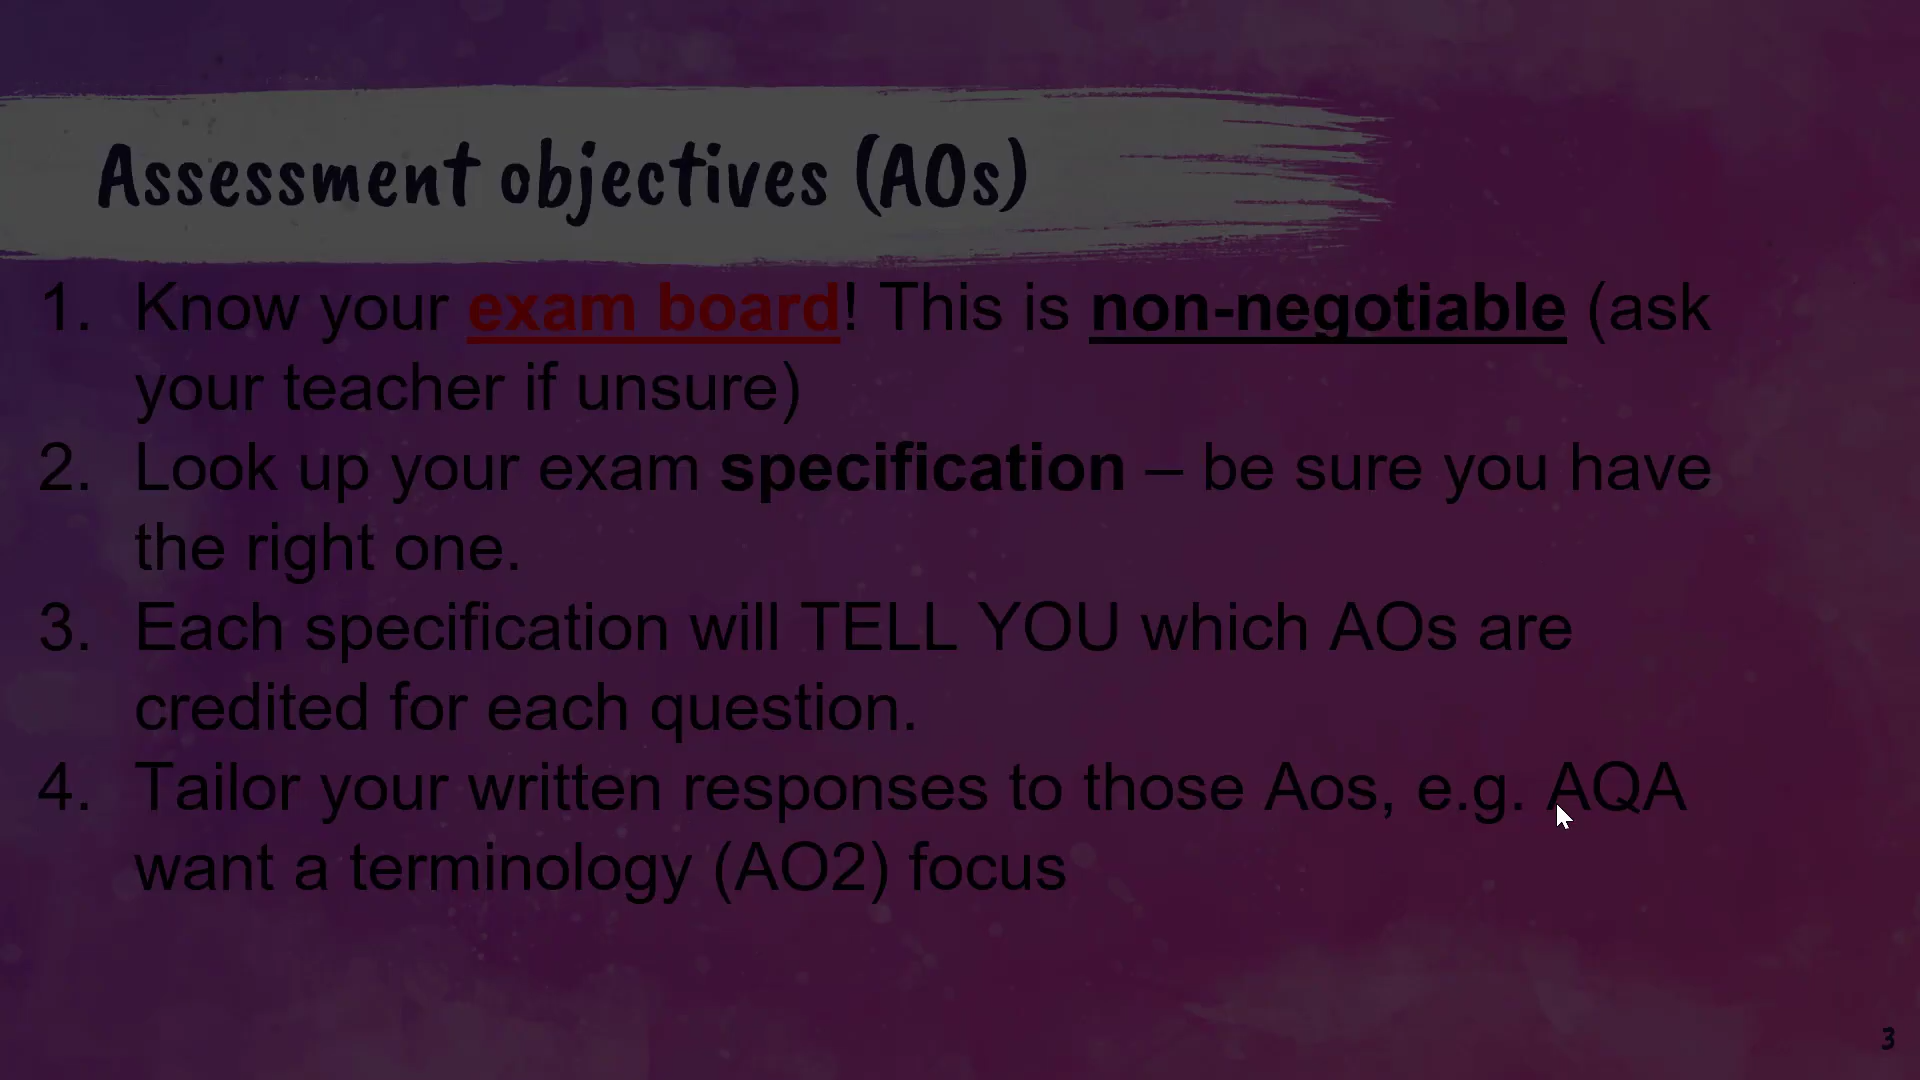 Assessment objectives (AOs)
1. Know your exam board! This is non-negotiable (ask
your teacher if unsure)
2. Look up your exam specification – be sure you have
the right one.
3. Each specification will TELL YOU which AOs are
credited for each question.
4. Tailor your written responses to those Aos, e.g. AQA
want a terminology (AO2) focus
3